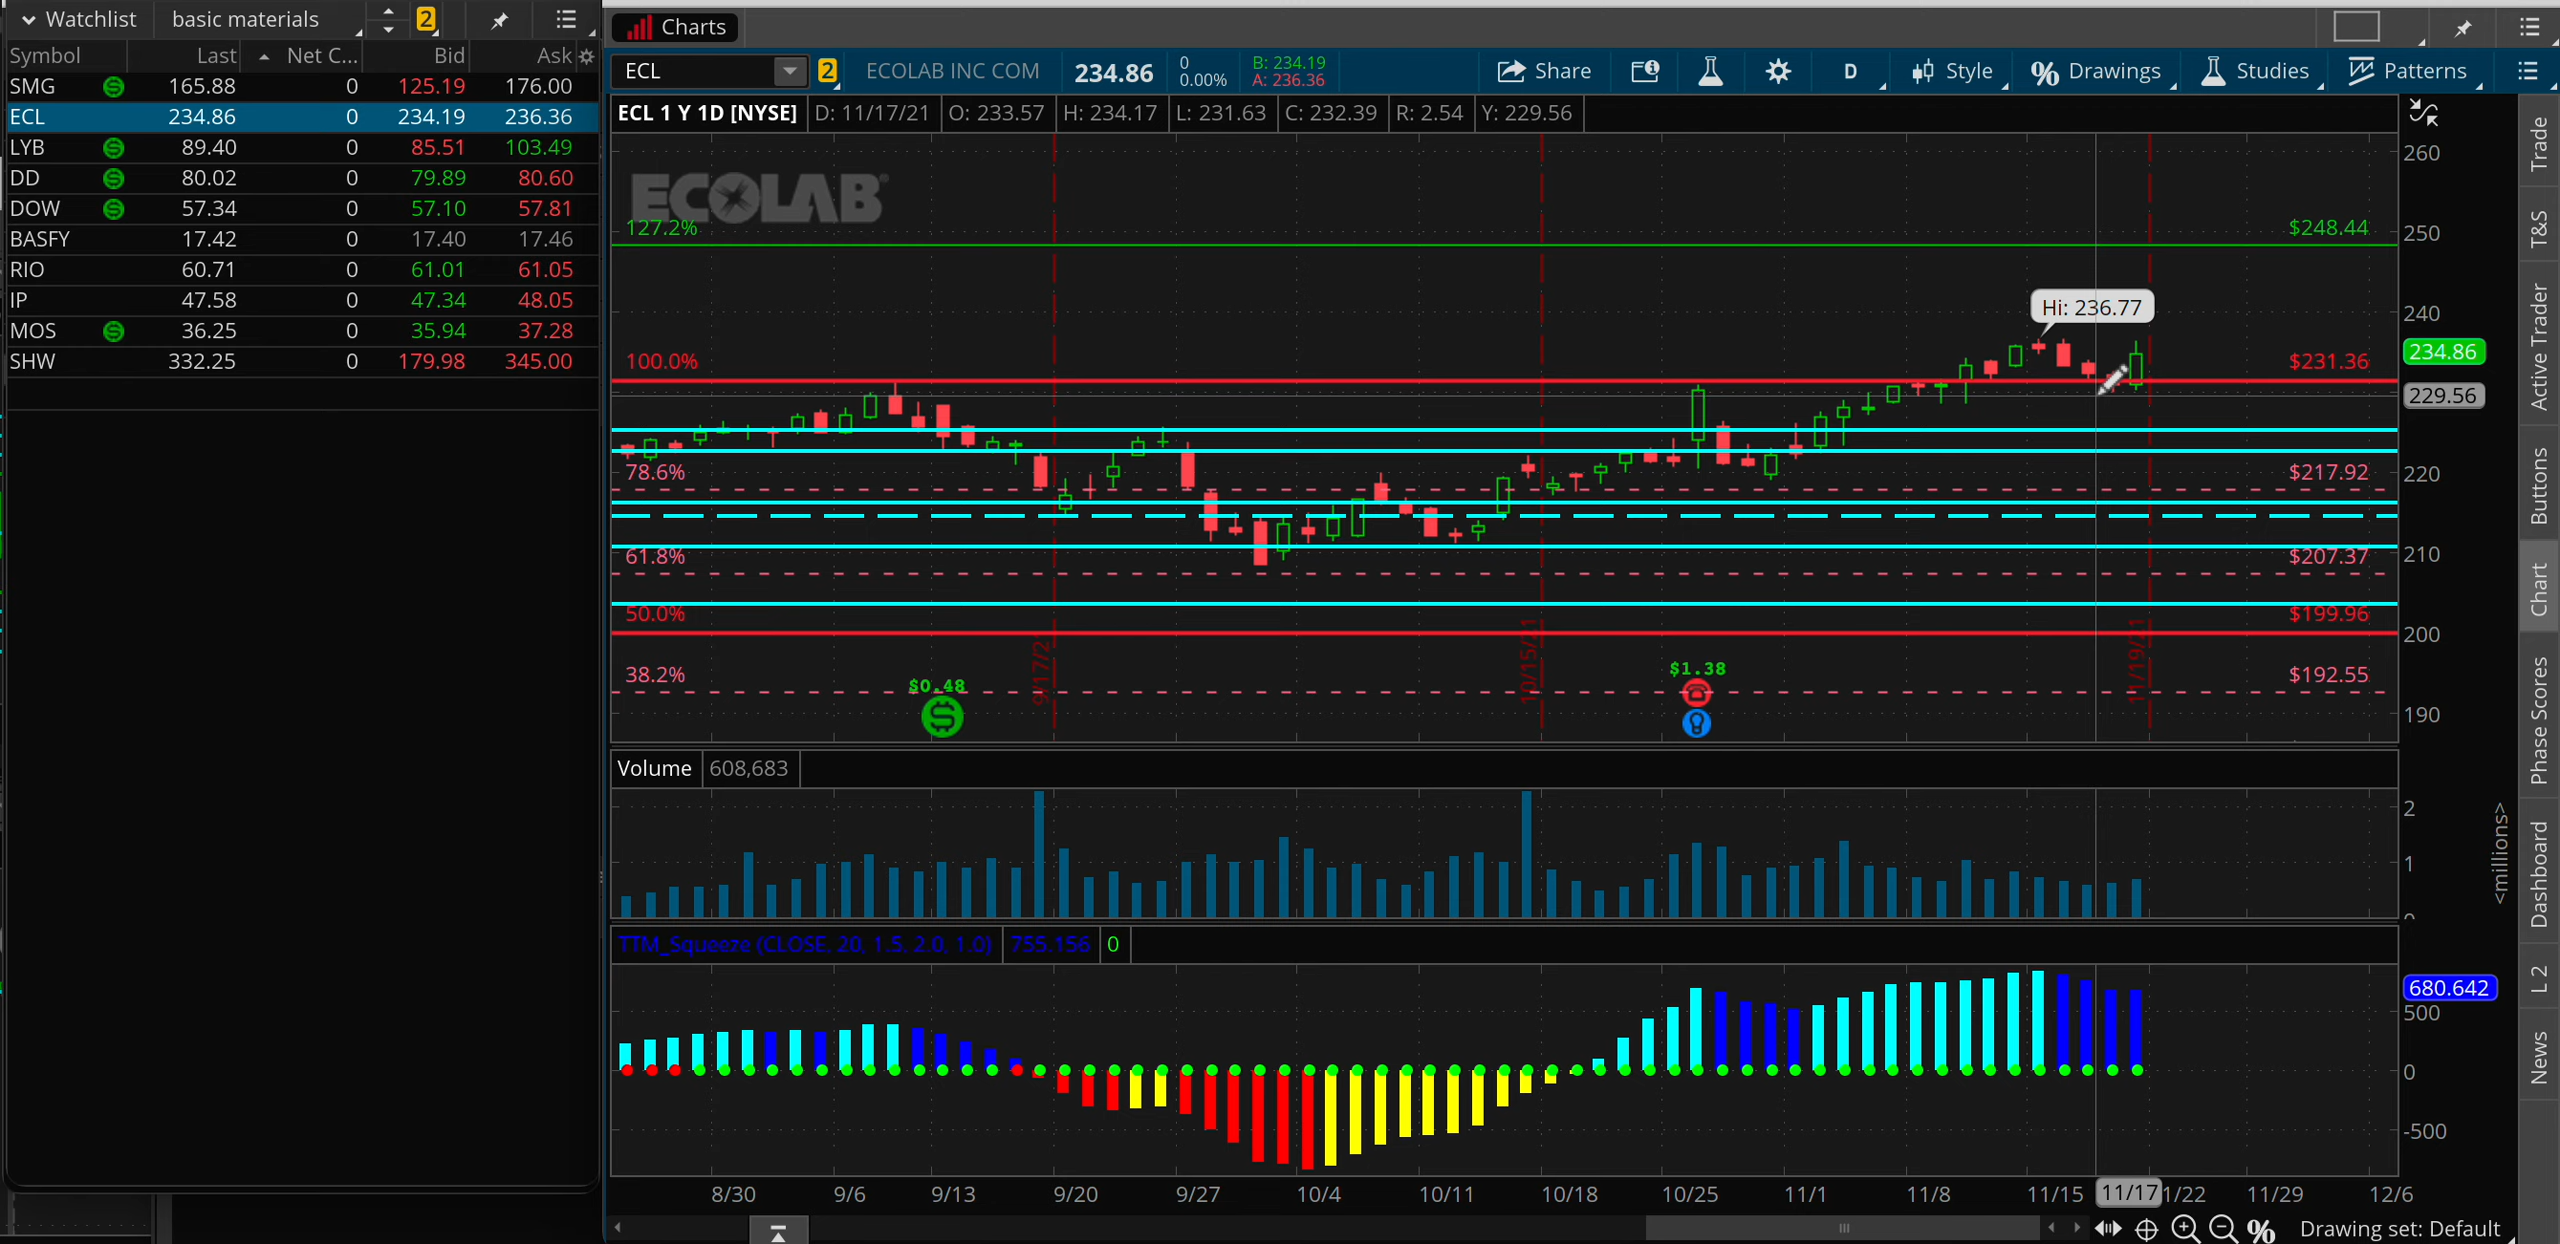 Watchlist basic materials 2
Symbol Last Net C... Bid Ask
SMG 165.88 0 125.19 176.00
ECL 234.86 0 234.19 236.36
LYB 89.40 0 85.51 103.49
DD 80.02 0 79.89 80.60
DOW 57.34 0 57.10 57.81
BASFY 17.42 0 17.40 17.46
RIO 60.71 0 61.01 61.05
IP 47.58 0 47.34 48.05
MOS 36.25 0 35.94 37.28
SHW 332.25 0 179.98 345.00
Charts
ECL 2 ECOLAB INC COM 234.86 0 0.00% B: 234.19 A: 236.36 Share D Style Drawings Studies Patterns
ECL 1 Y 1D [NYSE] D: 11/17/21 O: 233.57 H: 234.17 L: 231.63 C: 232.39 R: 2.54 Y: 229.56
ECOLAB
127.2% $248.44
Hi: 236.77
100.0% $231.36
78.6% $217.92
61.8% $207.37
50.0% $199.96
38.2% $192.55
$0.48 $1.38
9/17/2 10/15/21 11/19/21
260
250
240
234.86
229.56
220
210
200
190
Volume 608,683
2
1
0
<millions>
TTM_Squeeze (CLOSE, 20, 1.5, 2.0, 1.0) 755.156 0
680.642
500
0
-500
8/30 9/6 9/13 9/20 9/27 10/4 10/11 10/18 10/25 11/1 11/8 11/15 11/17 1/22 11/29 12/6
Drawing set: Default
Trade
T&S
Active Trader
Buttons
Chart
Phase Scores
Dashboard
L 2
News